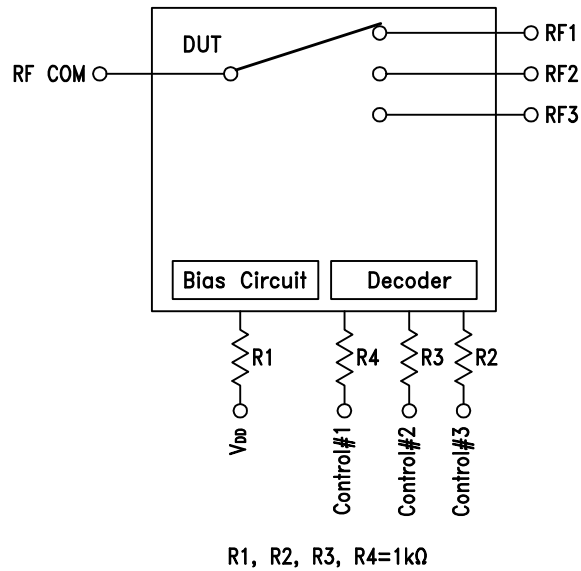 RF1
DUT
RF COM
RF2
RF3
Bias Circuit
Decoder
R1
R4
R3
R2
VDD
Control#1
Control#2
Control#3
R1, R2, R3, R4=1kΩ